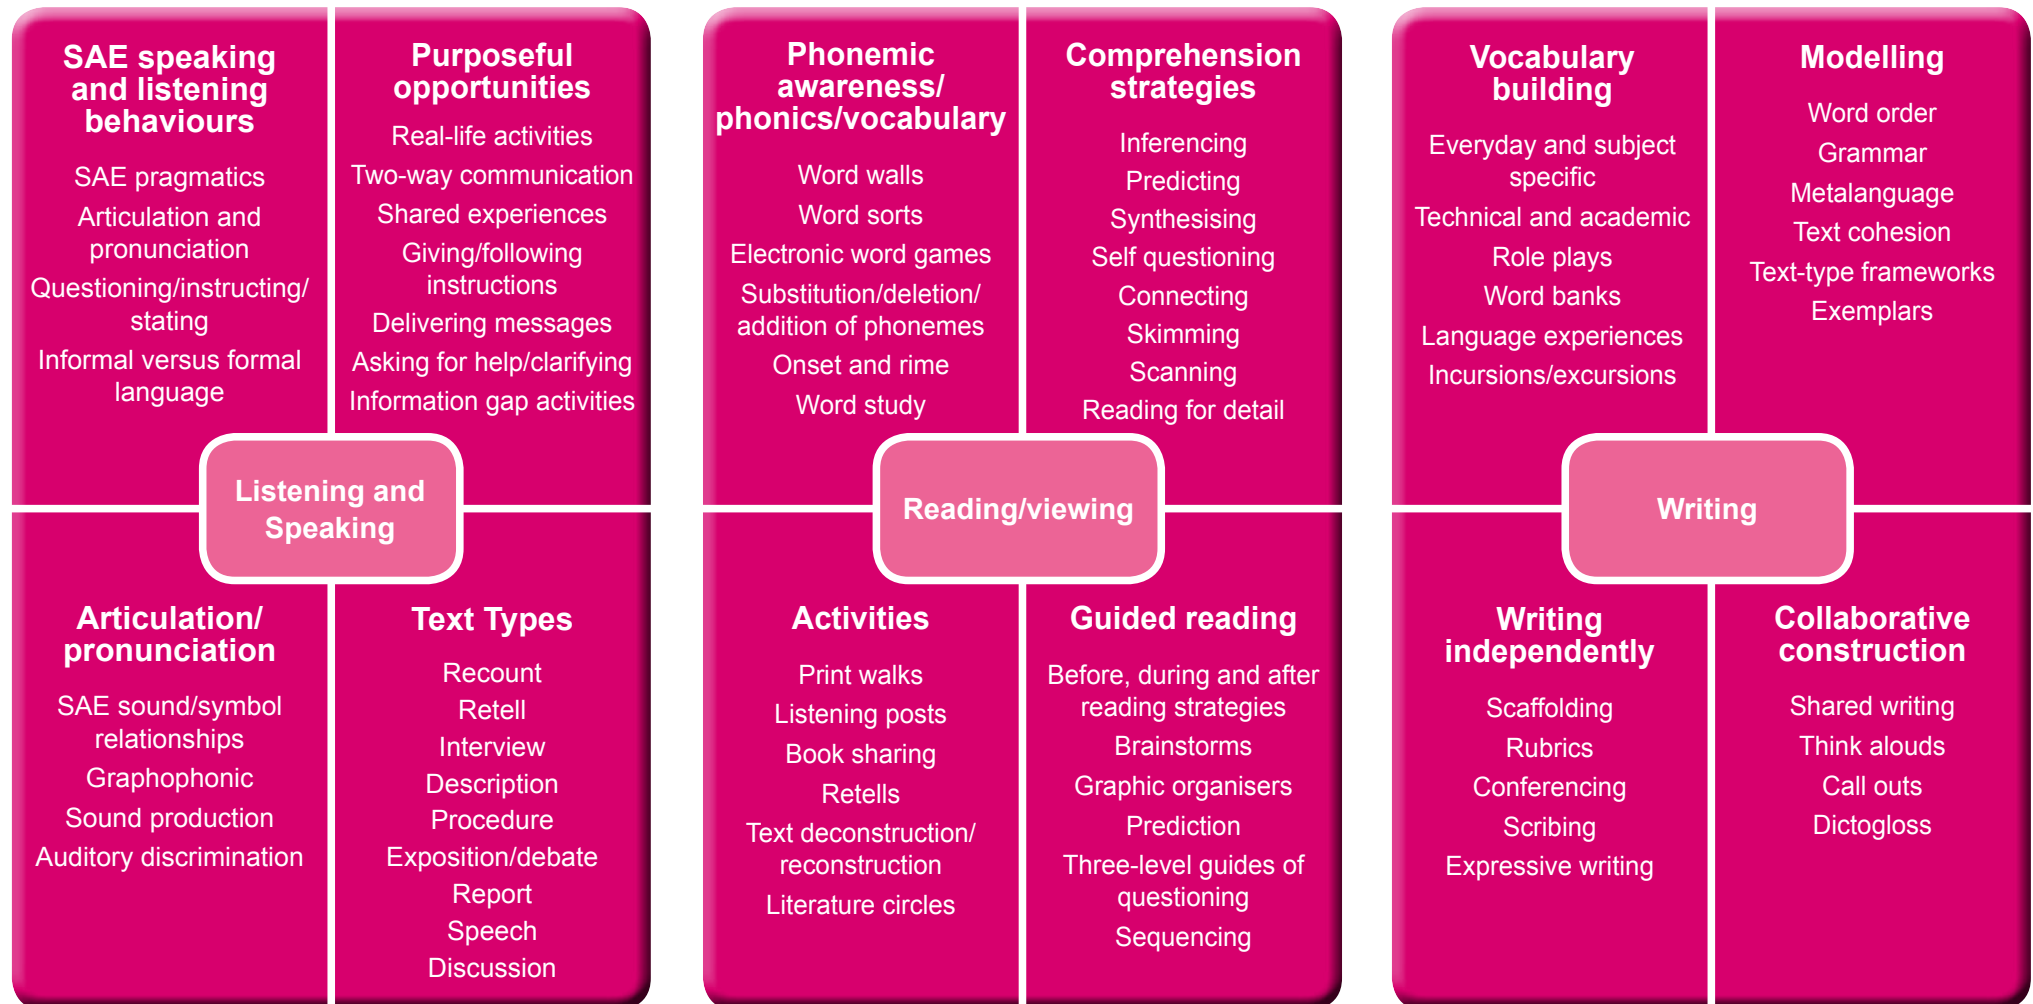 SAE speaking
and listening
behaviours
SAE pragmatics
Articulation and
pronunciation
Questioning/instructing/
stating
Informal versus formal
language
Purposeful
opportunities
Real-life activities
Two-way communication
Shared experiences
Giving/following
instructions
Delivering messages
Asking for help/clarifying
Information gap activities
Listening and
Speaking
Articulation/
pronunciation
SAE sound/symbol
relationships
Graphophonic
Sound production
Auditory discrimination
Text Types
Recount
Retell
Interview
Description
Procedure
Exposition/debate
Report
Speech
Discussion
Phonemic
awareness/
phonics/vocabulary
Word walls
Word sorts
Electronic word games
Substitution/deletion/
addition of phonemes
Onset and rime
Word study
Comprehension
strategies
Inferencing
Predicting
Synthesising
Self questioning
Connecting
Skimming
Scanning
Reading for detail
Reading/viewing
Activities
Print walks
Listening posts
Book sharing
Retells
Text deconstruction/
reconstruction
Literature circles
Guided reading
Before, during and after
reading strategies
Brainstorms
Graphic organisers
Prediction
Three-level guides of
questioning
Sequencing
Vocabulary
building
Everyday and subject
specific
Technical and academic
Role plays
Word banks
Language experiences
Incursions/excursions
Modelling
Word order
Grammar
Metalanguage
Text cohesion
Text-type frameworks
Exemplars
Writing
Writing
independently
Scaffolding
Rubrics
Conferencing
Scribing
Expressive writing
Collaborative
construction
Shared writing
Think alouds
Call outs
Dictogloss